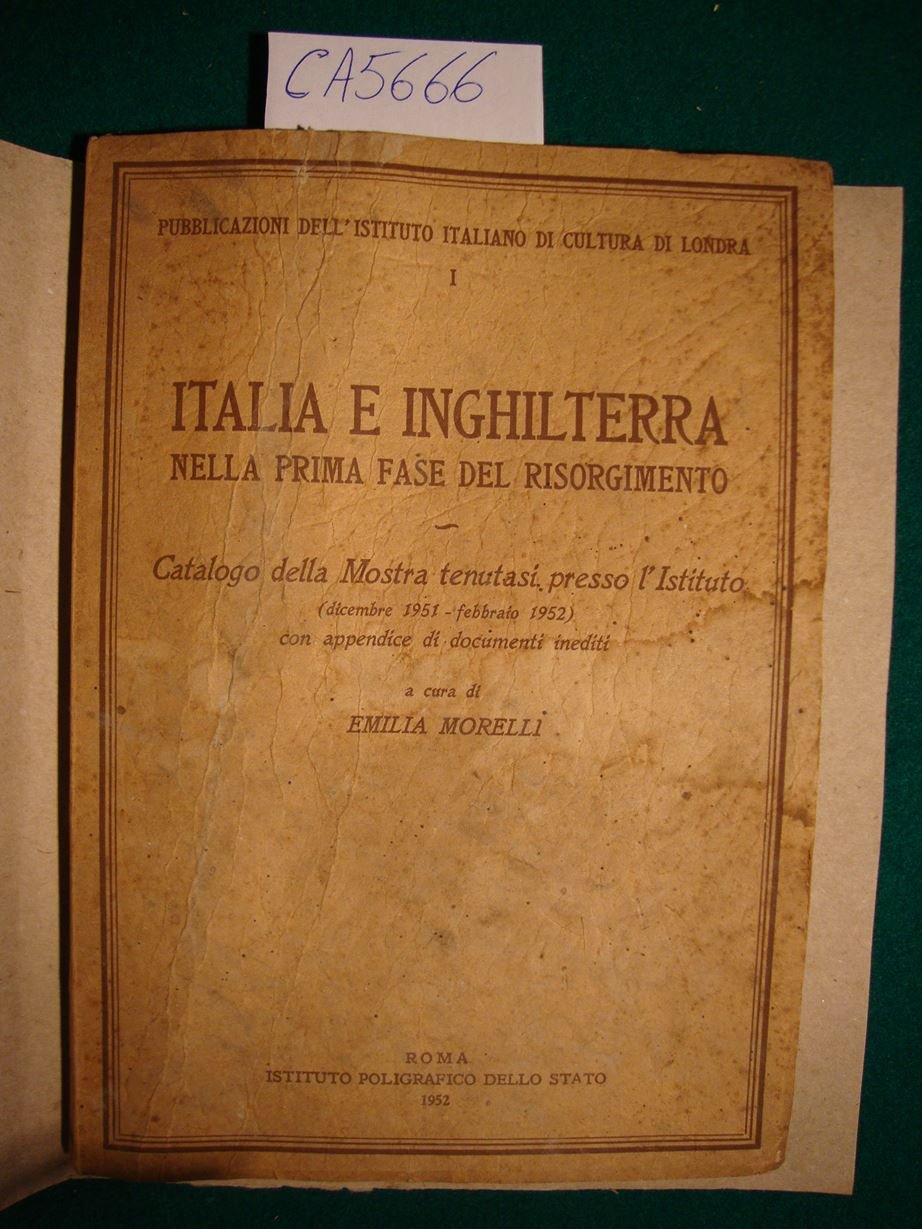 CA5666
PUBBLICAZIONI DELL'ISTITUTO ITALIANO DI CULTURA DI LONDRA
I
ITALIA E INGHILTERRA
NELLA PRIMA FASE DEL RISORGIMENTO
Catalogo della Mostra tenutasi presso l'Istituto
(dicembre 1951 - febbraio 1952)
con appendice di documenti inediti
a cura di
EMILIA MORELLI
ROMA
ISTITUTO POLIGRAFICO DELLO STATO
1952